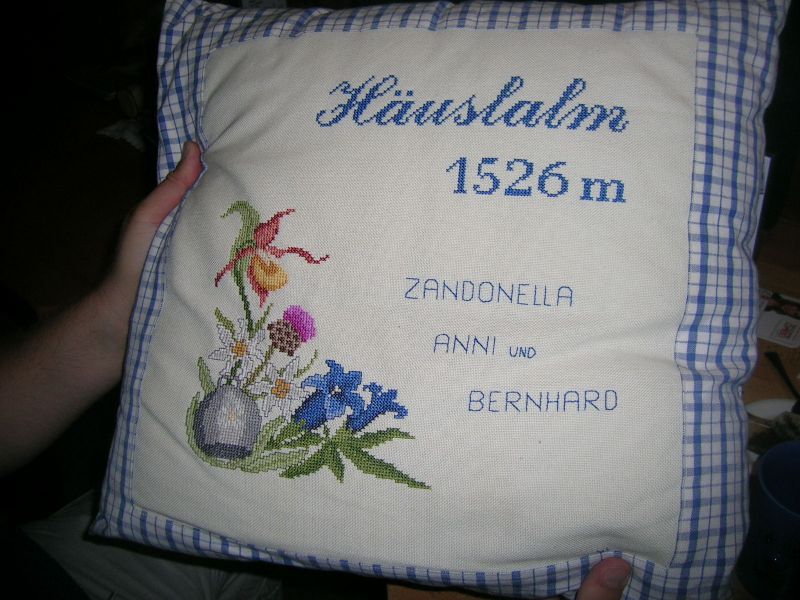 Häuslalm
1526 m
ZANDONELLA
ANNI UND
BERNHARD